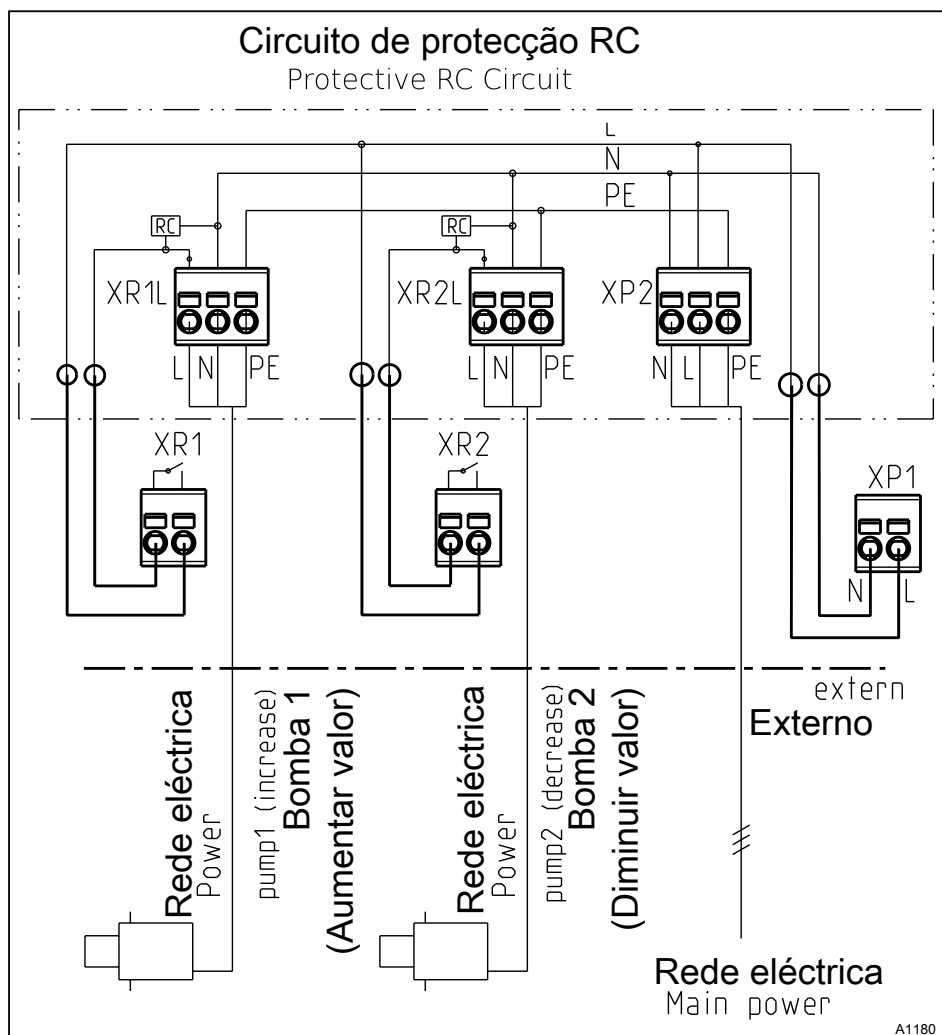 Circuito de protecção RC
Protective RC Circuit
L
N
PE
RC
RC
XR1L
XR2L
XP2
L N PE
L N PE
N L PE
XR1
XR2
XP1
N L
extern
Externo
Rede eléctrica
Power
pump1 (increase)
Bomba 1
(Aumentar valor)
Rede eléctrica
Power
pump2 (decrease)
Bomba 2
(Diminuir valor)
Rede eléctrica
Main power
A1180